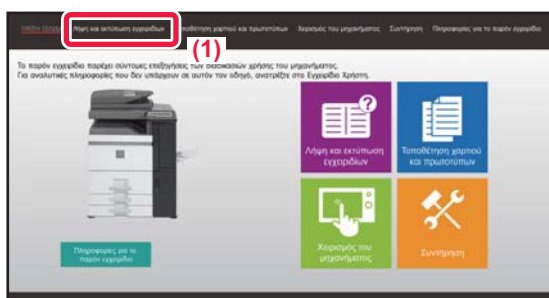 Λήψη και εκτύπωση εγχειριδίων
Τοποθέτηση χαρτιού και πρωτοτύπων
Χειρισμός του μηχανήματος
Συντήρηση
Πληροφορίες για το παρόν εγχειρίδιο
(1)
Το παρόν εγχειρίδιο παρέχει σύντομες επεξηγήσεις των διαδικασιών χρήσης του μηχανήματος.
Για αναλυτικές πληροφορίες που δεν υπάρχουν σε αυτόν τον οδηγό, ανατρέξτε στο Εγχειρίδιο Χρήστη.
Λήψη και εκτύπωση
εγχειριδίων
Τοποθέτηση χαρτιού
και πρωτοτύπων
Χειρισμός του
μηχανήματος
Συντήρηση
Πληροφορίες για το
παρόν εγχειρίδιο